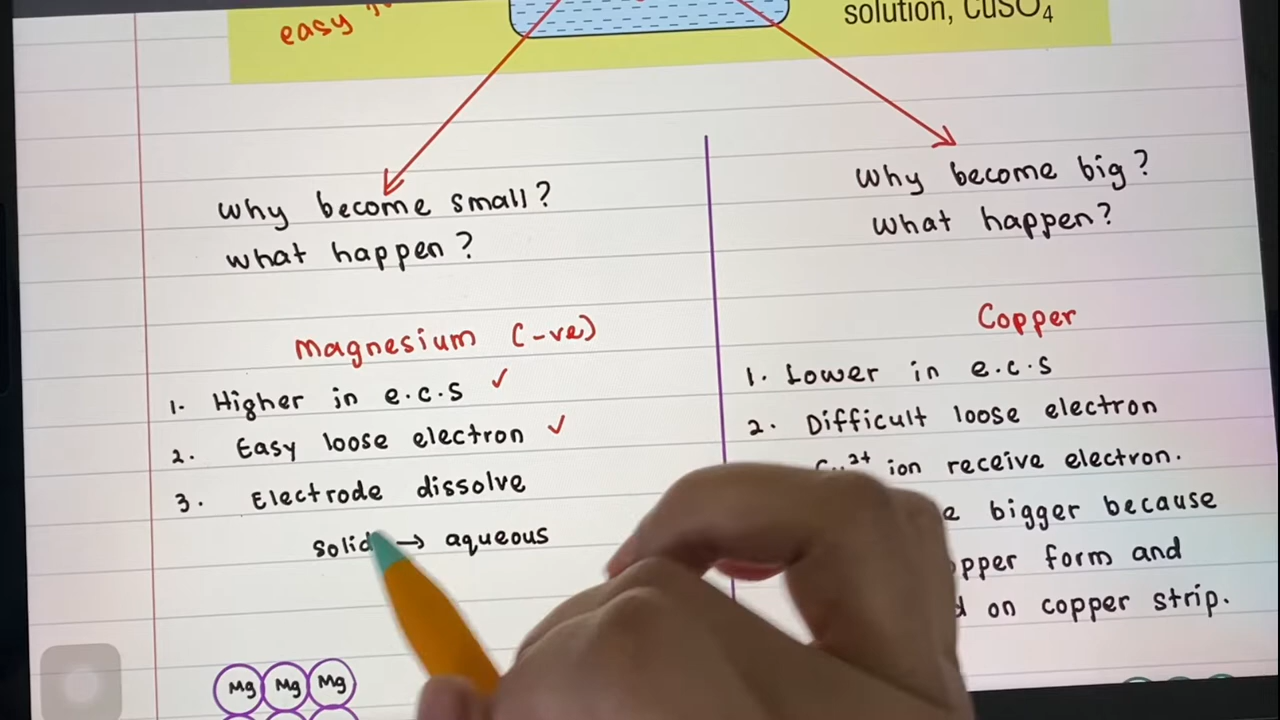 easy
solution, CuSO₄
Why become small?
what happen?
Magnesium (-ve)
1. Higher in e.c.s ✓
2. Easy loose electron ✓
3. Electrode dissolve
solid → aqueous
Mg Mg Mg
Why become big?
What happen?
Copper
1. Lower in e.c.s
2. Difficult loose electron
Cu²⁺ ion receive electron.
bigger because
form and
on copper strip.